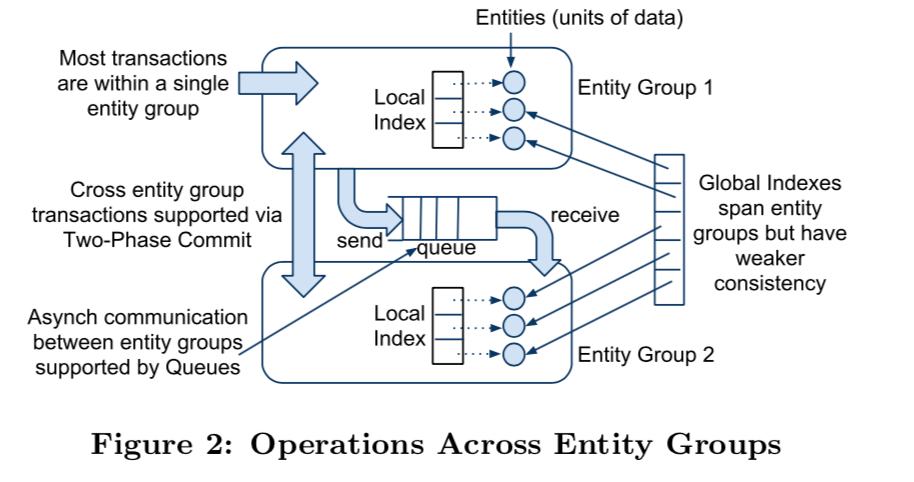 Entities (units of data)
Most transactions
are within a single
entity group
Local
Index
Entity Group 1
Cross entity group
transactions supported via
Two-Phase Commit
send
queue
receive
Global Indexes
span entity
groups but have
weaker
consistency
Asynch communication
between entity groups
supported by Queues
Local
Index
Entity Group 2
Figure 2: Operations Across Entity Groups